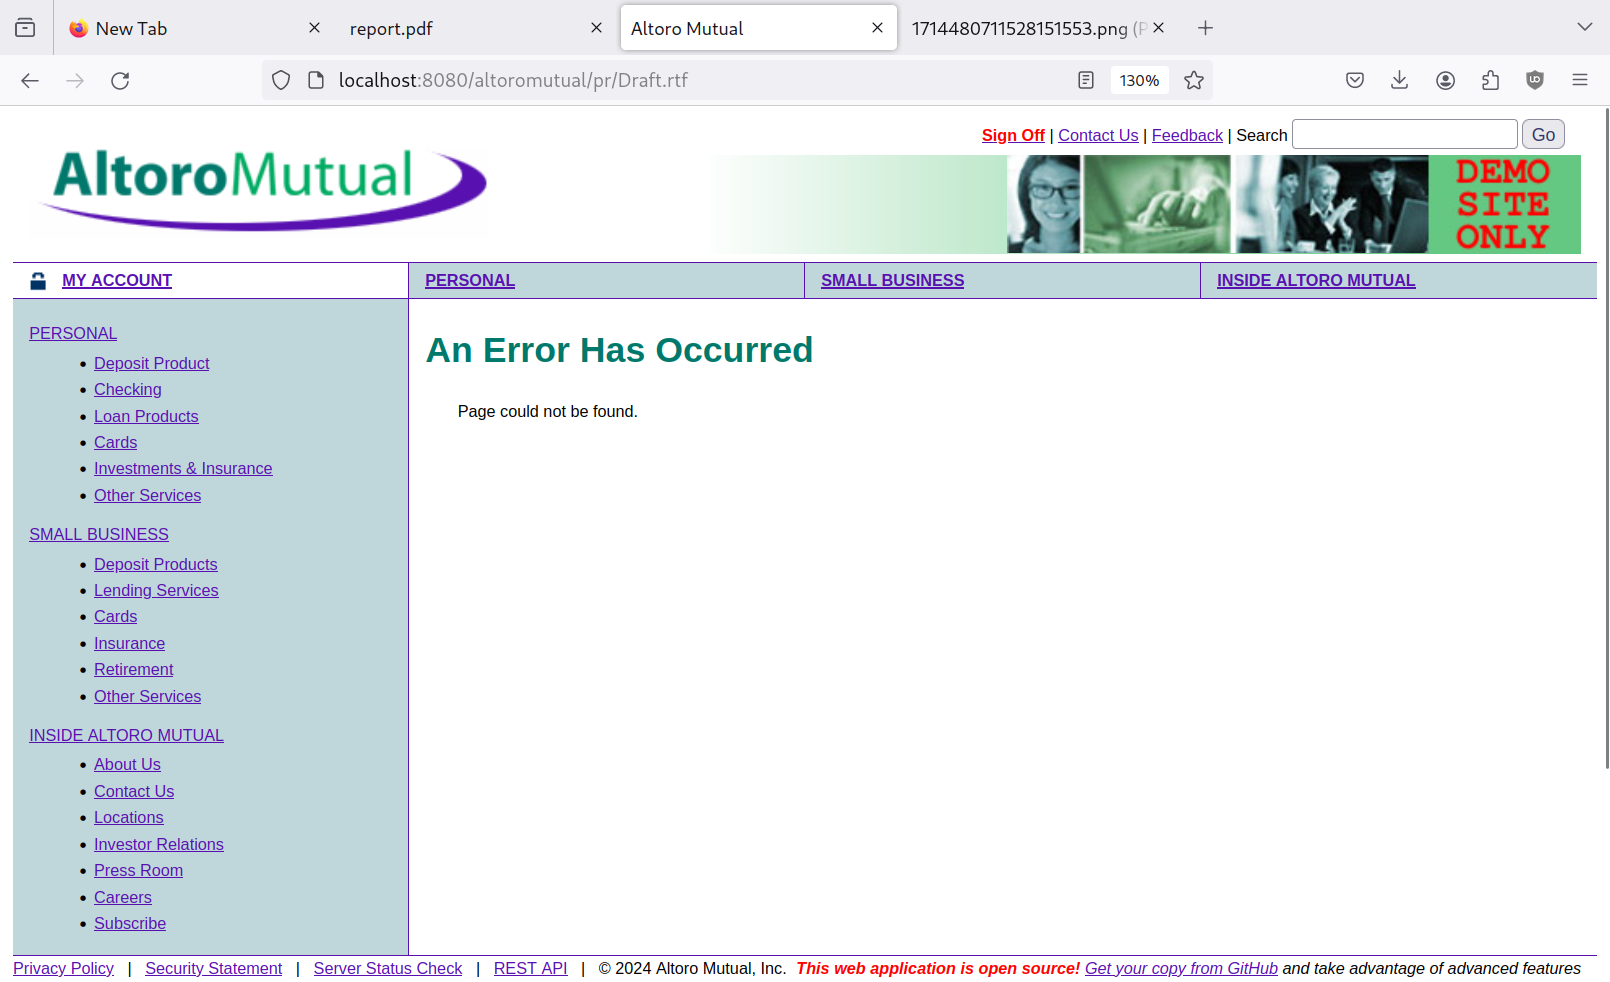 New Tab
report.pdf
Altoro Mutual
1714480711528151553.png (P
localhost:8080/altoromutual/pr/Draft.rtf
130%
Sign Off | Contact Us | Feedback | Search
Go
AltoroMutual
DEMO
SITE
ONLY
MY ACCOUNT
PERSONAL
SMALL BUSINESS
INSIDE ALTORO MUTUAL
PERSONAL
Deposit Product
Checking
Loan Products
Cards
Investments & Insurance
Other Services
SMALL BUSINESS
Deposit Products
Lending Services
Cards
Insurance
Retirement
Other Services
INSIDE ALTORO MUTUAL
About Us
Contact Us
Locations
Investor Relations
Press Room
Careers
Subscribe
An Error Has Occurred
Page could not be found.
Privacy Policy | Security Statement | Server Status Check | REST API | © 2024 Altoro Mutual, Inc. This web application is open source! Get your copy from GitHub and take advantage of advanced features